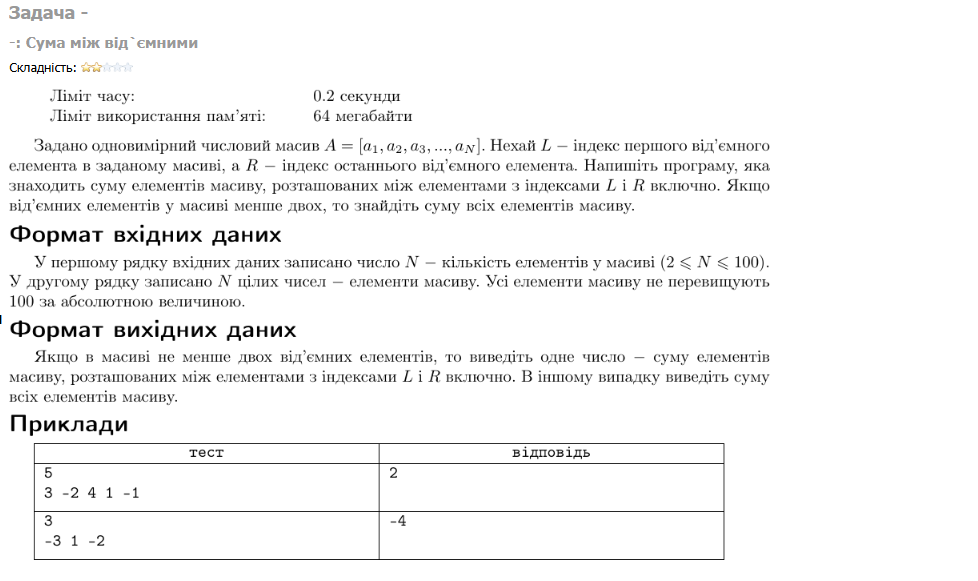 Задача -
-: Сума між від`ємними
Складність:
Ліміт часу: 0.2 секунди
Ліміт використання пам'яті: 64 мегабайти
Задано одновимірний числовий масив A = [a₁, a₂, a₃, ..., a_N]. Нехай L − індекс першого від'ємного
елемента в заданому масиві, а R − індекс останнього від'ємного елемента. Напишіть програму, яка
знаходить суму елементів масиву, розташованих між елементами з індексами L і R включно. Якщо
від'ємних елементів у масиві менше двох, то знайдіть суму всіх елементів масиву.
Формат вхідних даних
У першому рядку вхідних даних записано число N − кількість елементів у масиві (2 ⩽ N ⩽ 100).
У другому рядку записано N цілих чисел − елементи масиву. Усі елементи масиву не перевищують
100 за абсолютною величиною.
Формат вихідних даних
Якщо в масиві не менше двох від'ємних елементів, то виведіть одне число − суму елементів
масиву, розташованих між елементами з індексами L і R включно. В іншому випадку виведіть суму
всіх елементів масиву.
Приклади
тест відповідь
5 2
3 -2 4 1 -1
3 -4
-3 1 -2